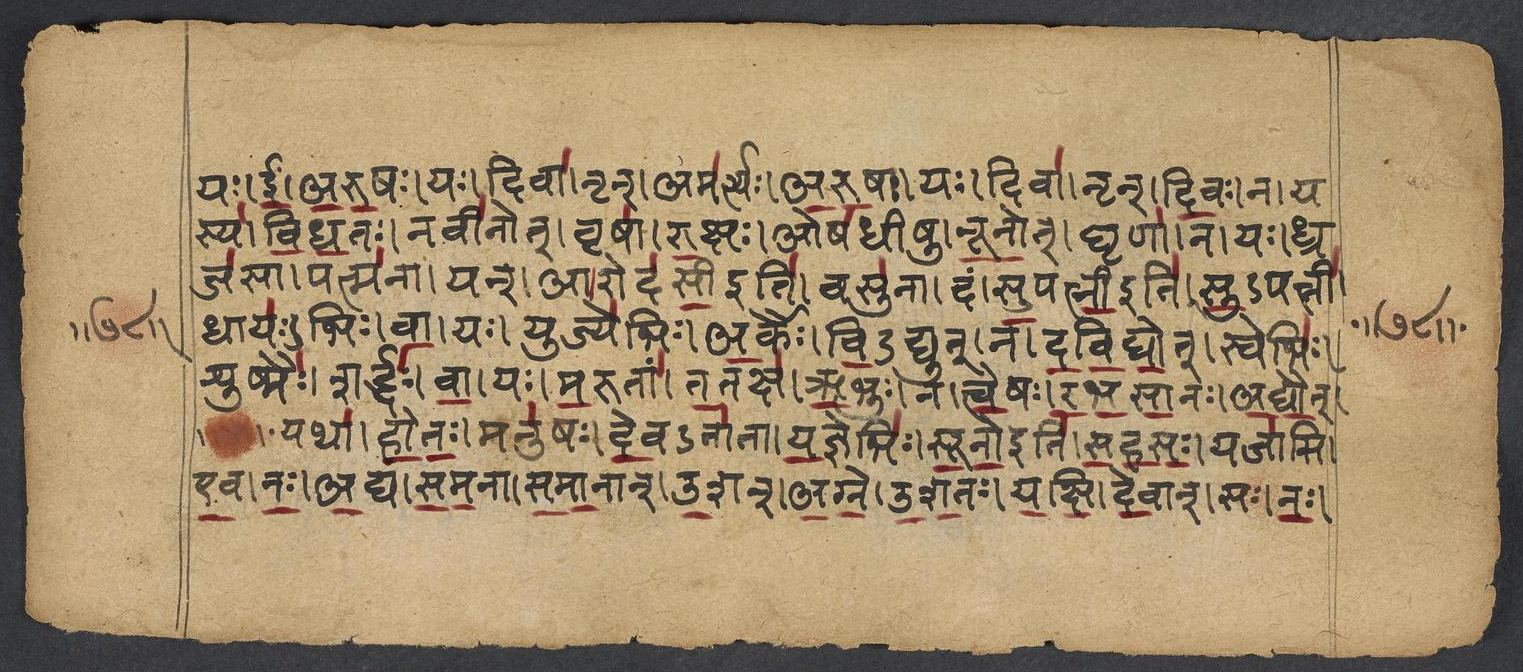 यः। ईं। अरुषः। यः। दिवा। नॄन्। अमर्त्यः। अरुषः। यः। दिवा। नॄन्। दिवः। न। य
स्य। विधतः। नवीनोत्। वृषा। रुक्षः। ओषधीषु। नूनोत्। घृणा। न। यः। ध्र
जसा। पत्मना। यन्। आ। रोदसी इति। वसुना। दं। सुपत्नी इति। सुऽपत्नी।
॥७८॥ धायःऽभिः। वा। यः। युज्येभिः। अर्कैः। विऽद्युत्। न। दविद्योत्। स्वेभिः। ॥७८॥
शुष्मैः। शर्द्धः। वा। यः। मरुतां। ततक्ष। ऋभुः। न। त्वेषः। रभसानः। अद्यौत्।
। । यथा। होतः। मनुषः। देवऽताता। यज्ञेभिः। सूनो इति। सहसः। यजासि।
एव। नः। अद्य। समना। समानान्। उशन्। अग्ने। उशतः। यक्षि। देवान्। सः। नः।